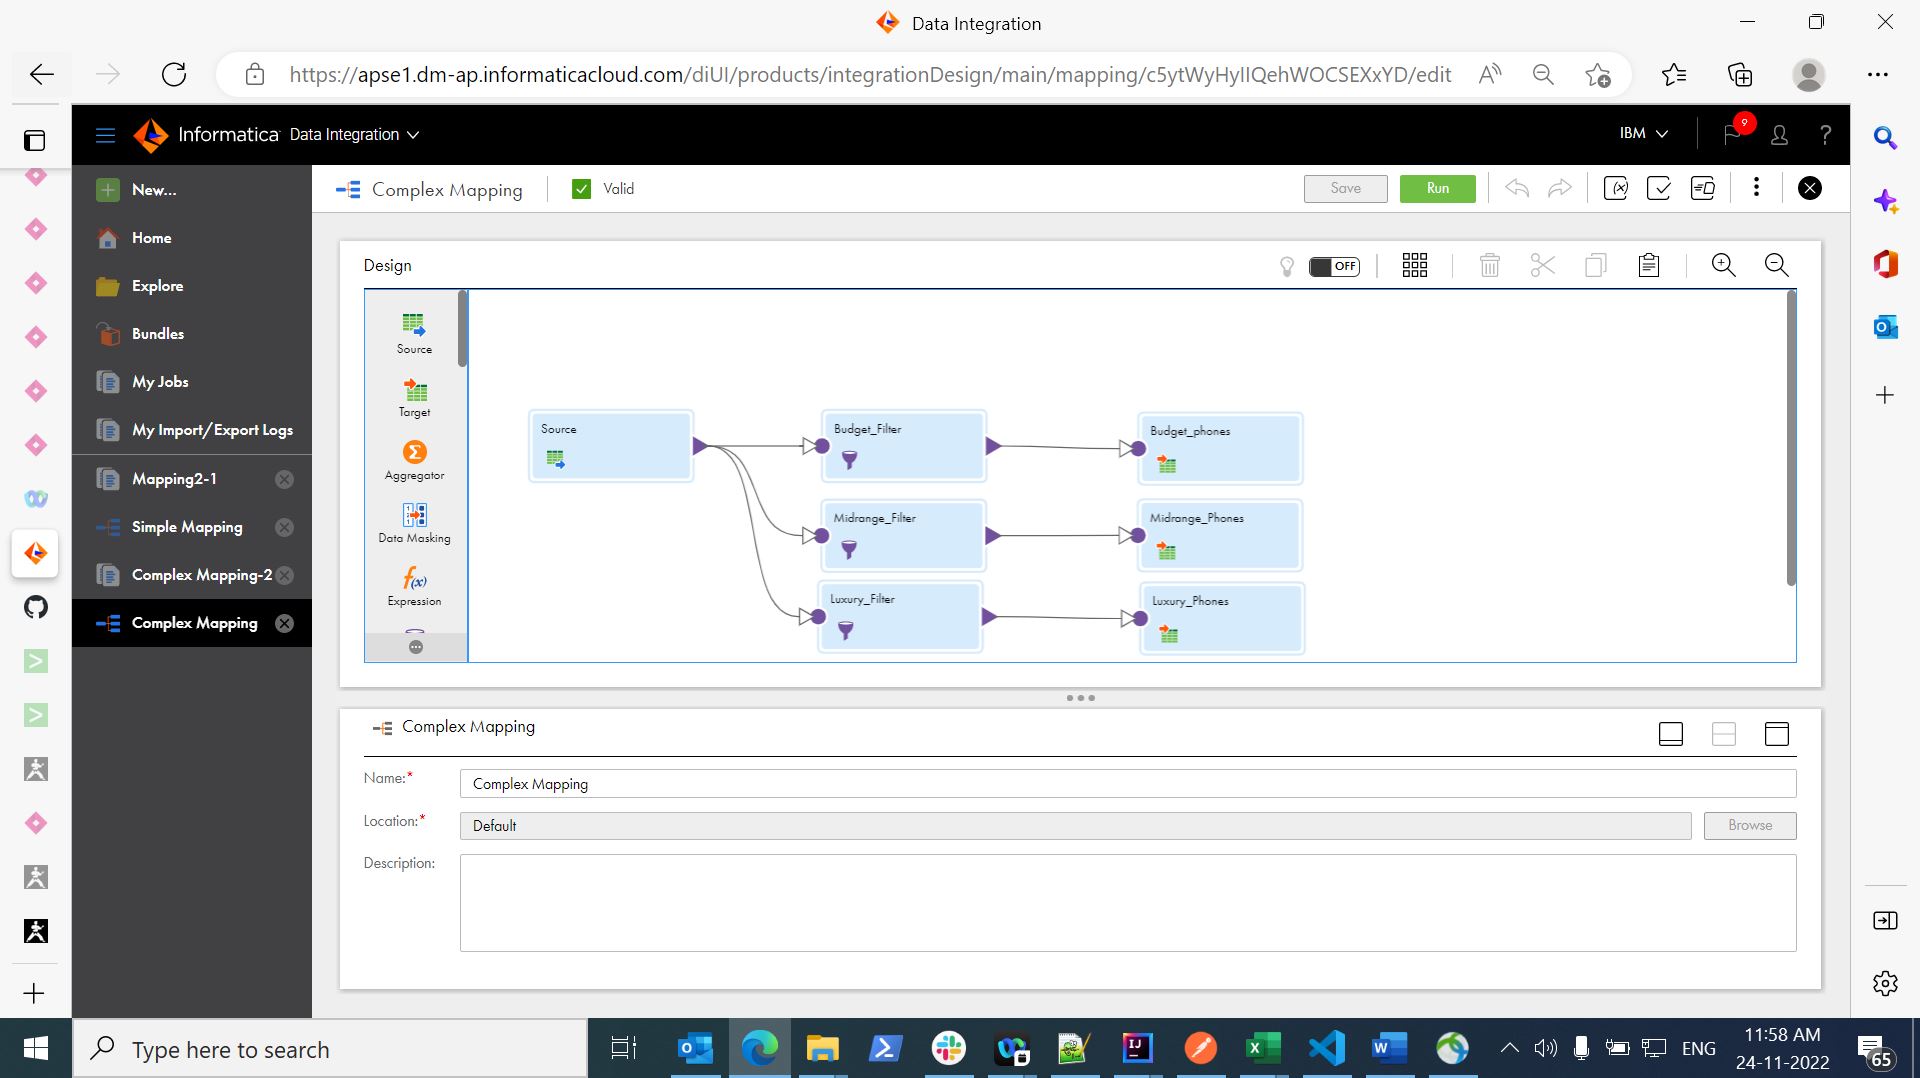 Data Integration
https://apse1.dm-ap.informaticacloud.com/diUI/products/integrationDesign/main/mapping/c5ytWyHyIIQehWOCSEXxYD/edit
Informatica Data Integration
IBM
9
?
New...
Home
Explore
Bundles
My Jobs
My Import/Export Logs
Mapping2-1
Simple Mapping
Complex Mapping-2
Complex Mapping
Complex Mapping
Valid
Save
Run
Design
OFF
Source
Target
Aggregator
Data Masking
Expression
Source
Budget_Filter
Budget_phones
Midrange_Filter
Midrange_Phones
Luxury_Filter
Luxury_Phones
Complex Mapping
Name:*
Complex Mapping
Location:*
Default
Browse
Description:
Type here to search
ENG
11:58 AM
24-11-2022
65